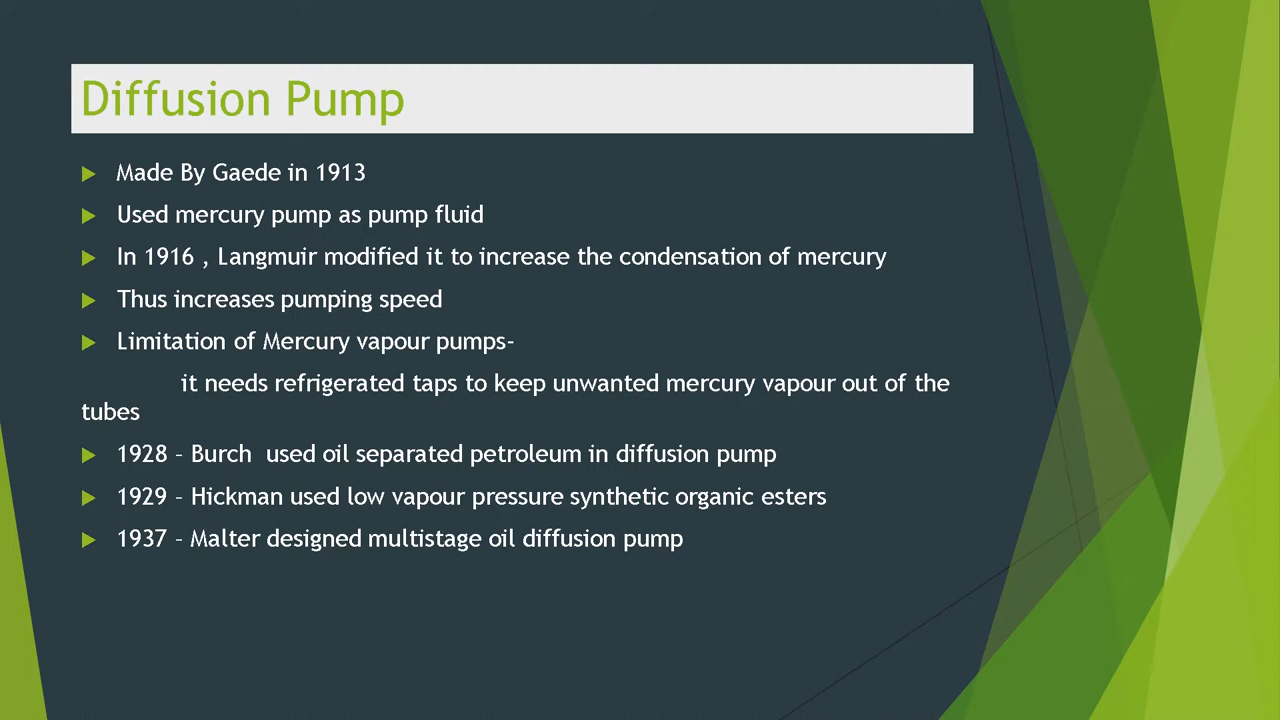 Diffusion Pump
Made By Gaede in 1913
Used mercury pump as pump fluid
In 1916 , Langmuir modified it to increase the condensation of mercury
Thus increases pumping speed
Limitation of Mercury vapour pumps-
it needs refrigerated taps to keep unwanted mercury vapour out of the
tubes
1928 – Burch used oil separated petroleum in diffusion pump
1929 – Hickman used low vapour pressure synthetic organic esters
1937 – Malter designed multistage oil diffusion pump